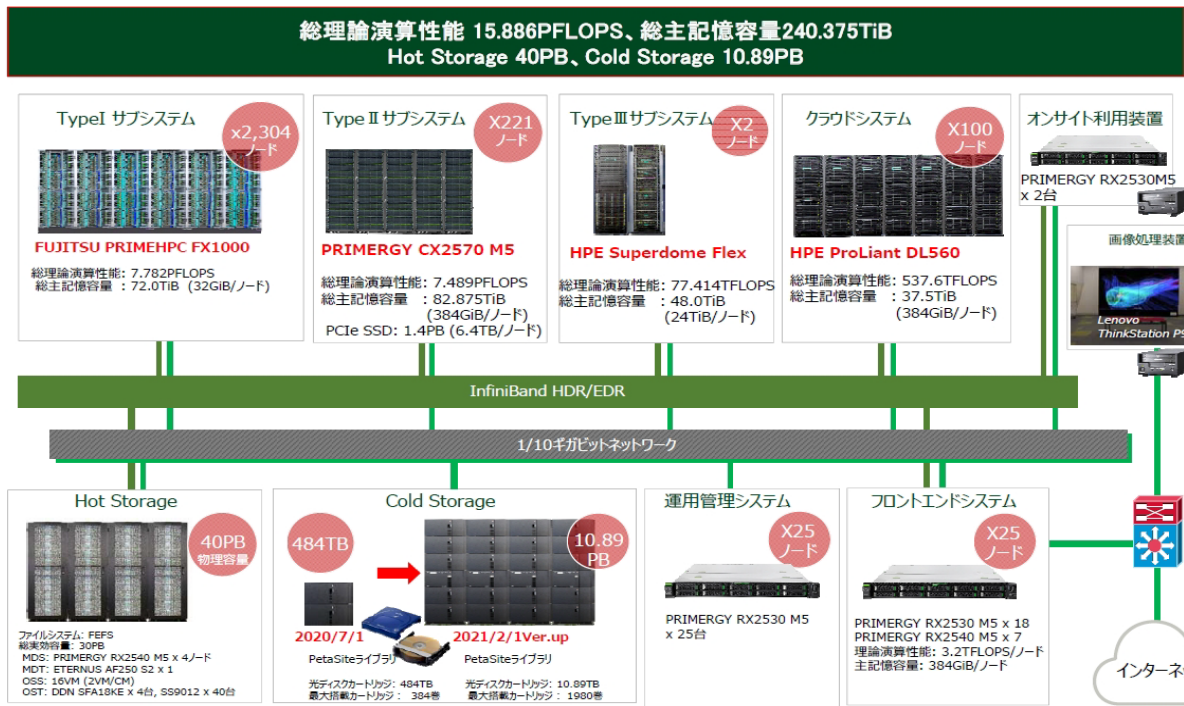 総理論演算性能 15.886PFLOPS、総主記憶容量240.375TiB
Hot Storage 40PB、Cold Storage 10.89PB
TypeI サブシステム
x2,304
ノード
FUJITSU PRIMEHPC FX1000
総理論演算性能: 7.782PFLOPS
総主記憶容量 : 72.0TiB (32GiB/ノード)
TypeⅡサブシステム
X221
ノード
PRIMERGY CX2570 M5
総理論演算性能: 7.489PFLOPS
総主記憶容量 : 82.875TiB
(384GiB/ノード)
PCIe SSD: 1.4PB (6.4TB/ノード)
TypeⅢサブシステム
X2
ノード
HPE Superdome Flex
総理論演算性能: 77.414TFLOPS
総主記憶容量 : 48.0TiB
(24TiB/ノード)
クラウドシステム
X100
ノード
HPE ProLiant DL560
総理論演算性能: 537.6TFLOPS
総主記憶容量 : 37.5TiB
(384GiB/ノード)
オンサイト利用装置
PRIMERGY RX2530M5
x 2台
画像処理装置
Lenovo
ThinkStation
InfiniBand HDR/EDR
1/10ギガビットネットワーク
Hot Storage
40PB
物理容量
ファイルシステム: FEFS
総実効容量: 30PB
MDS: PRIMERGY RX2540 M5 x 4ノード
MDT: ETERNUS AF250 S2 x 1
OSS: 16VM (2VM/CM)
OST: DDN SFA18KE x 4台, SS9012 x 40台
Cold Storage
484TB
10.89
PB
2020/7/1
2021/2/1Ver.up
PetaSiteライブラリ
PetaSiteライブラリ
光ディスクカートリッジ: 484TB
最大搭載カートリッジ : 384巻
光ディスクカートリッジ: 10.89TB
最大搭載カートリッジ : 1980巻
運用管理システム
X25
ノード
PRIMERGY RX2530 M5
x 25台
フロントエンドシステム
X25
ノード
PRIMERGY RX2530 M5 x 18
PRIMERGY RX2540 M5 x 7
理論演算性能: 3.2TFLOPS/ノード
主記憶容量: 384GiB/ノード
インターネ